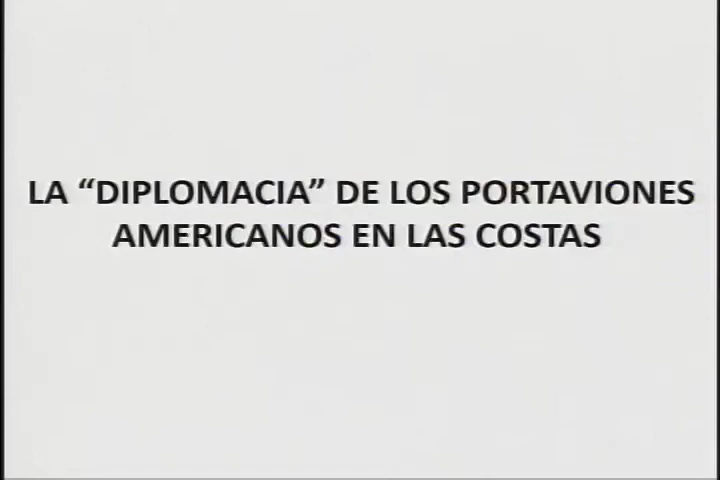 LA “DIPLOMACIA” DE LOS PORTAVIONES
AMERICANOS EN LAS COSTAS